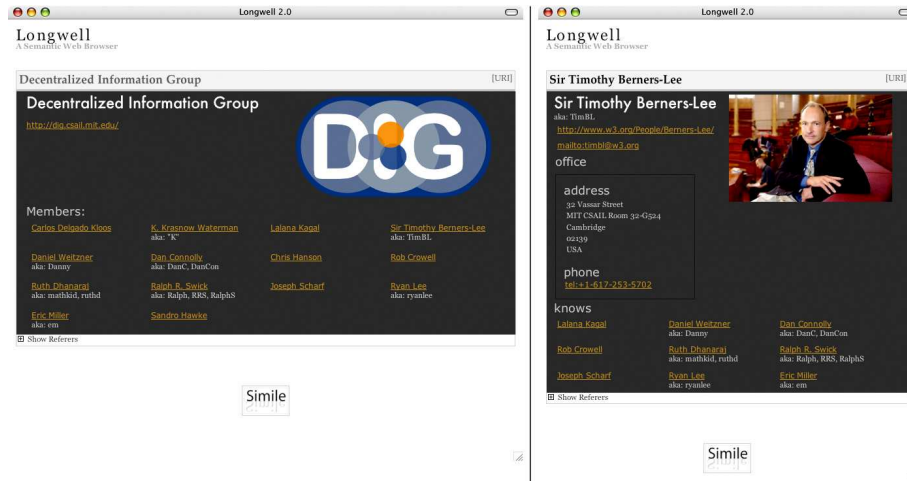 Longwell 2.0
Longwell
A Semantic Web Browser
Decentralized Information Group [URI]
Decentralized Information Group
http://dig.csail.mit.edu/
DIG
Members:
Carlos Delgado Kloos K. Krasnow Waterman Lalana Kagal Sir Timothy Berners-Lee
aka: "K" aka: TimBL
Daniel Weitzner Dan Connolly Chris Hanson Rob Crowell
aka: Danny aka: DanC, DanCon
Ruth Dhanaraj Ralph R. Swick Joseph Scharf Ryan Lee
aka: mathkid, ruthd aka: Ralph, RRS, RalphS aka: ryanlee
Eric Miller Sandro Hawke
aka: em
Show Referers
Simile
Longwell 2.0
Longwell
A Semantic Web Browser
Sir Timothy Berners-Lee [URI]
Sir Timothy Berners-Lee
aka: TimBL
http://www.w3.org/People/Berners-Lee/
mailto:timbl@w3.org
office
address
32 Vassar Street
MIT CSAIL Room 32-G524
Cambridge
02139
USA
phone
tel:+1-617-253-5702
knows
Lalana Kagal Daniel Weitzner Dan Connolly
aka: Danny aka: DanC, DanCon
Rob Crowell Ruth Dhanaraj Ralph R. Swick
aka: mathkid, ruthd aka: Ralph, RRS, RalphS
Joseph Scharf Ryan Lee Eric Miller
aka: ryanlee aka: em
Show Referers
Simile